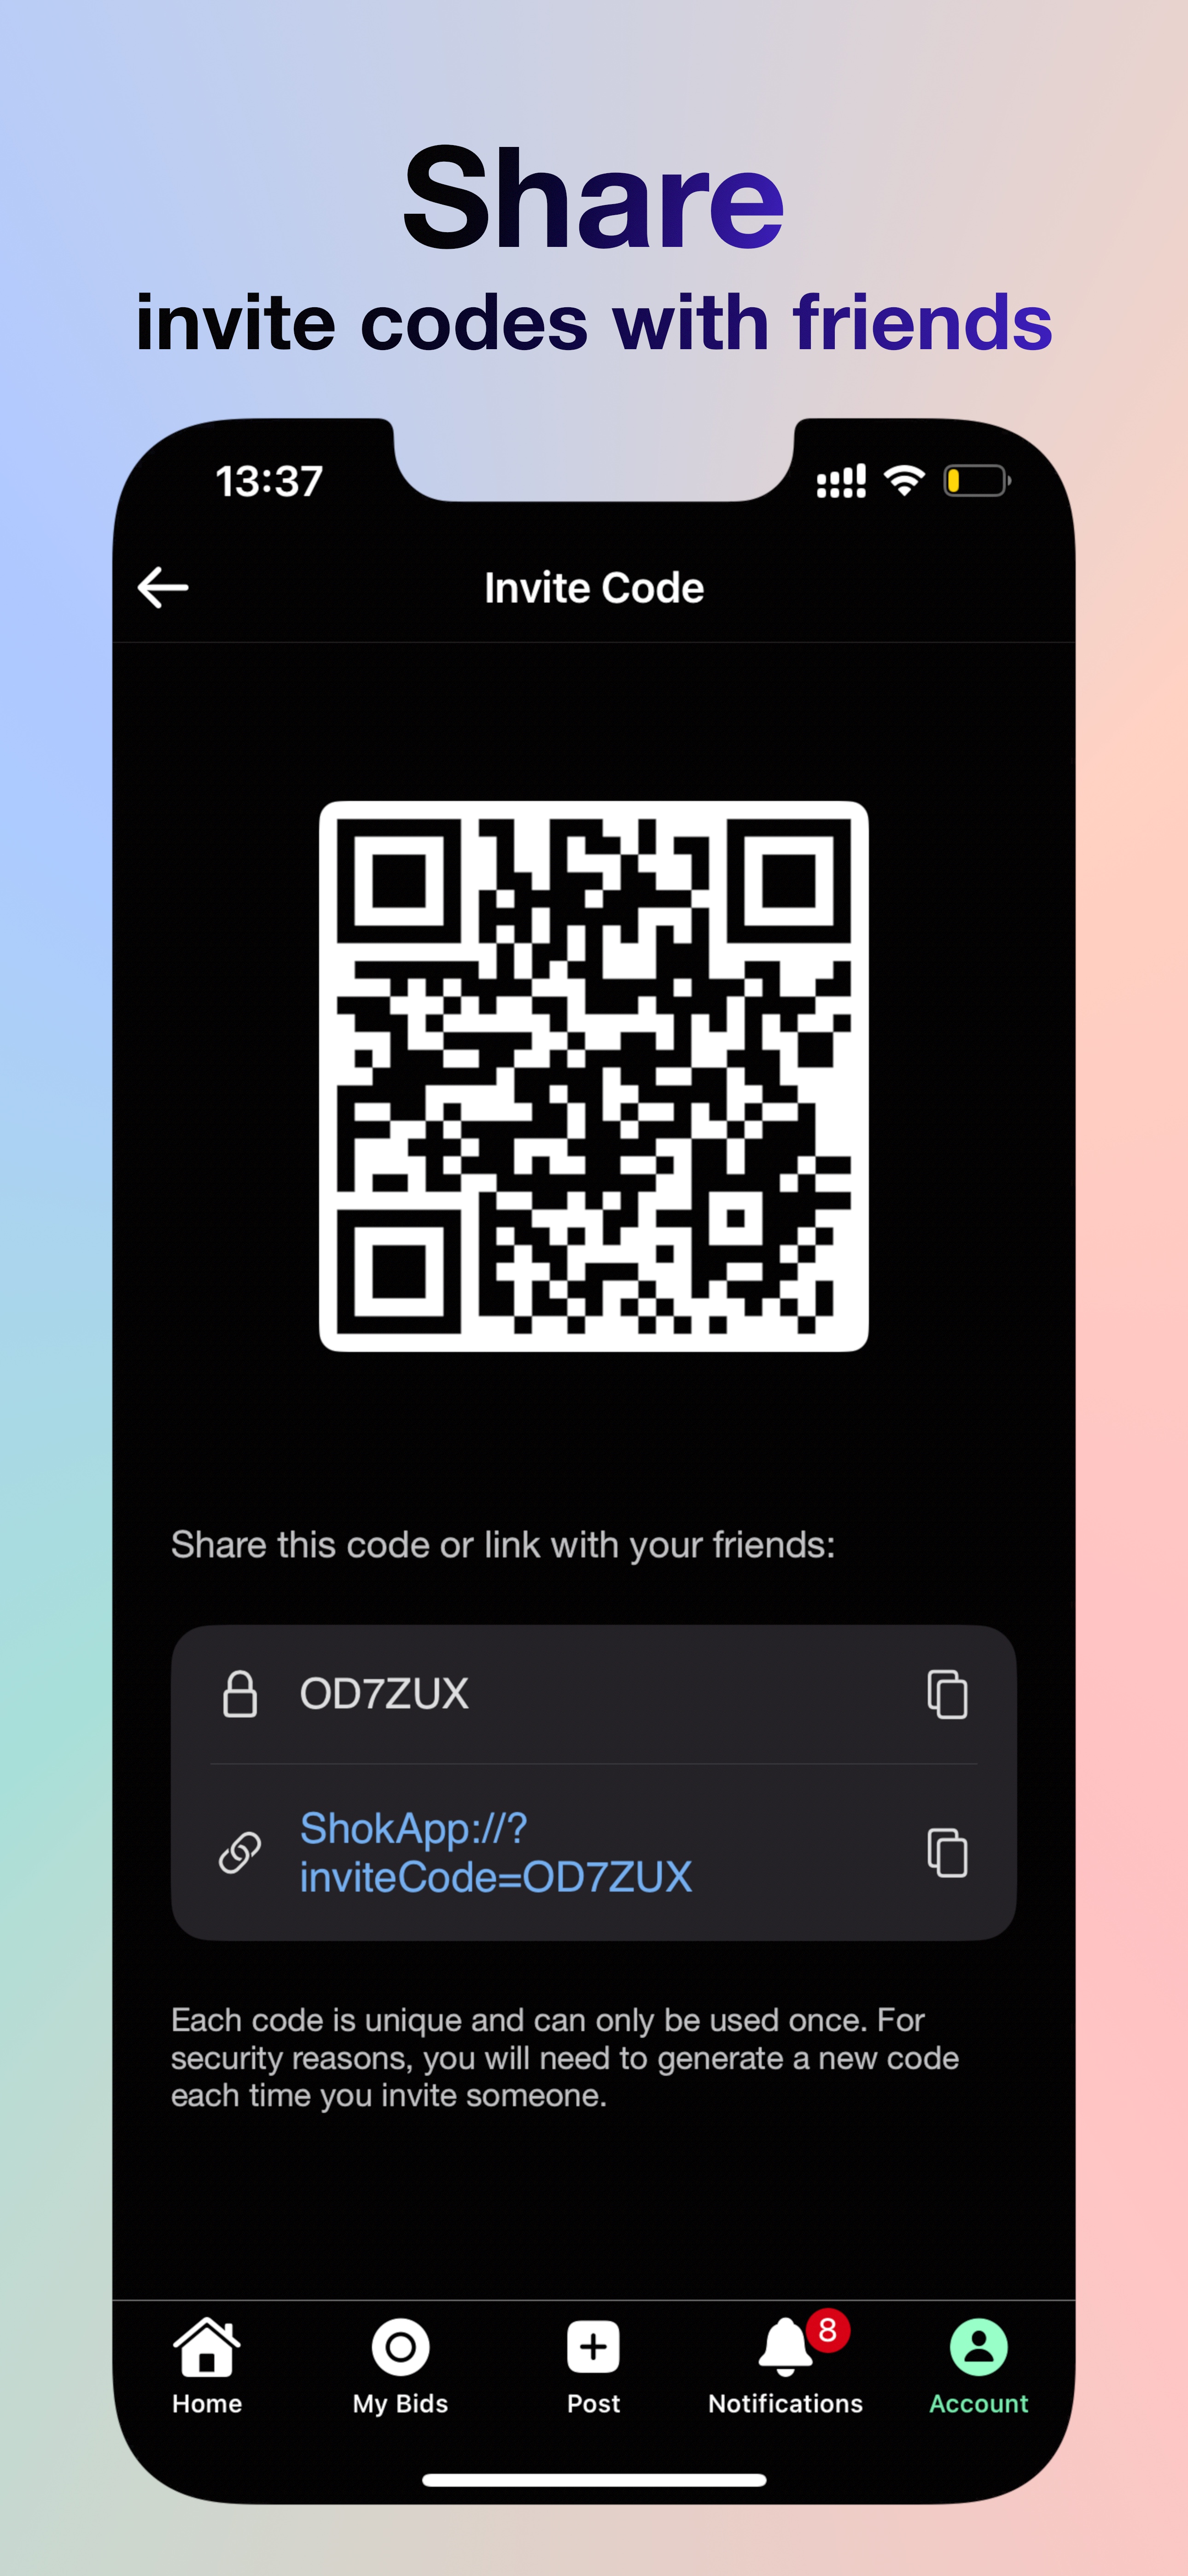 Share
invite codes with friends
13:37
Invite Code
Share this code or link with your friends:
OD7ZUX
ShokApp://?
inviteCode=OD7ZUX
Each code is unique and can only be used once. For
security reasons, you will need to generate a new code
each time you invite someone.
8
Home My Bids Post Notifications Account